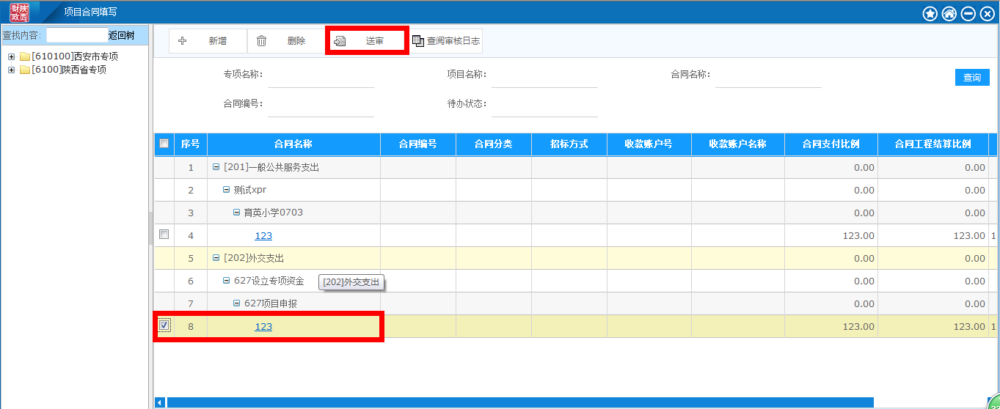 陕西财政
项目合同填写
查找内容: 返回树
[610100]西安市专项
[6100]陕西省专项
新增 删除 送审 查阅审核日志
专项名称: 项目名称: 合同名称: 查询
合同编号: 待办状态:
序号 合同名称 合同编号 合同分类 招标方式 收款账户号 收款账户名称 合同支付比例 合同工程结算比例
1 [201]一般公共服务支出 0.00 0.00
2 测试xpr 0.00 0.00
3 育英小学0703 0.00 0.00
4 123 123.00 123.00 1
5 [202]外交支出 0.00 0.00
6 627设立专项资金 0.00 0.00
[202]外交支出
7 627项目申报 0.00 0.00
8 123 123.00 123.00 1